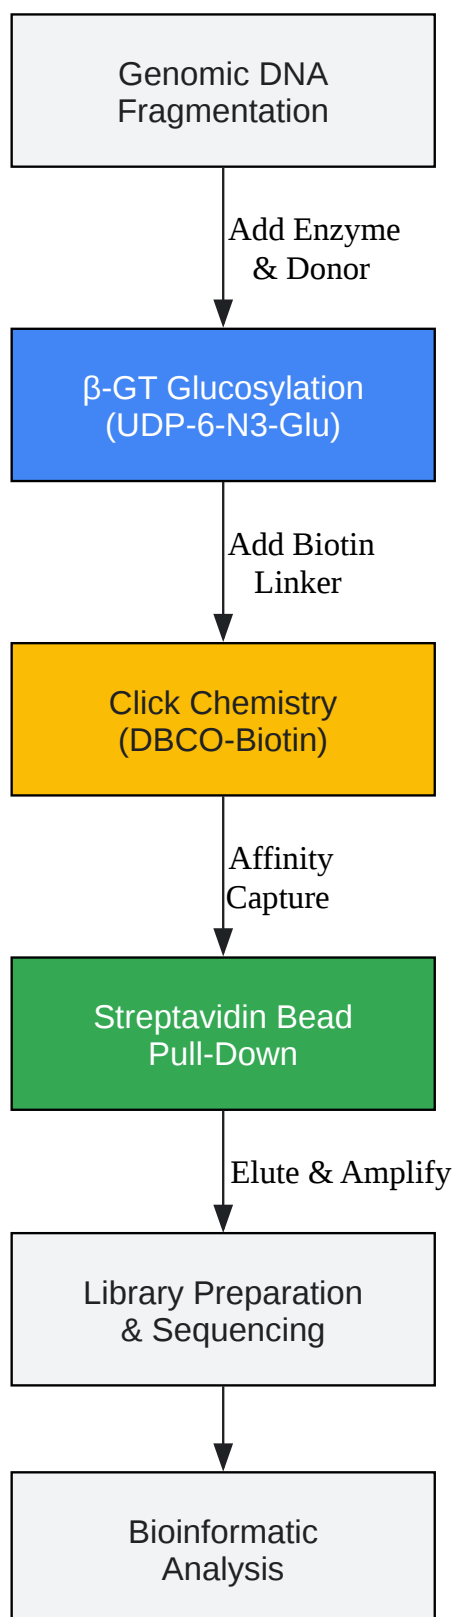 Genomic DNA
Fragmentation
Add Enzyme
& Donor
β-GT Glucosylation
(UDP-6-N3-Glu)
Add Biotin
Linker
Click Chemistry
(DBCO-Biotin)
Affinity
Capture
Streptavidin Bead
Pull-Down
Elute & Amplify
Library Preparation
& Sequencing
Bioinformatic
Analysis